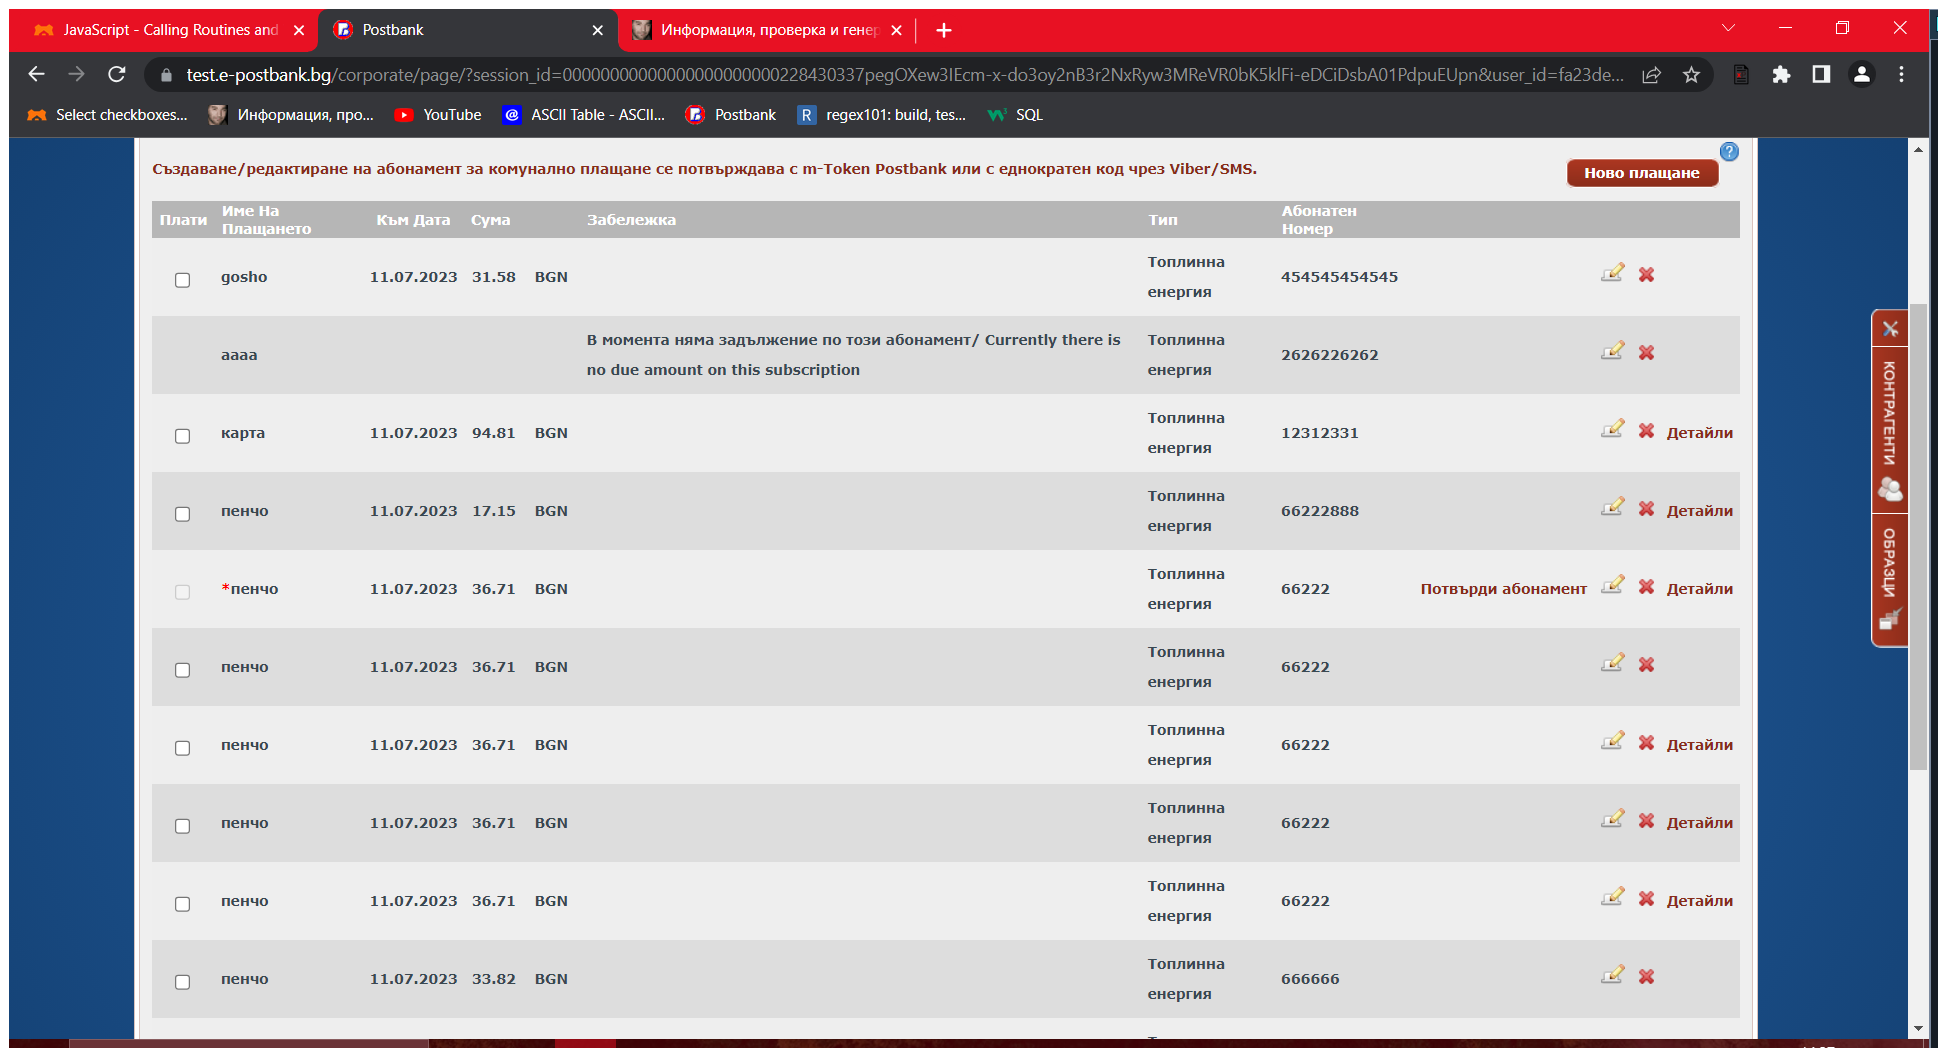 JavaScript - Calling Routines and
Postbank
Информация, проверка и генер
test.e-postbank.bg/corporate/page/?session_id=0000000000000000000000228430337pegOXew3IEcm-x-do3oy2nB3r2NxRyw3MReVR0bK5klFi-eDCiDsbA01PdpuEUpn&user_id=fa23de...
Select checkboxes...
Информация, про...
YouTube
ASCII Table - ASCII...
Postbank
regex101: build, tes...
SQL
Създаване/редактиране на абонамент за комунално плащане се потвърждава с m-Token Postbank или с еднократен код чрез Viber/SMS.
Ново плащане
Плати Име На Плащането Към Дата Сума Забележка Тип Абонатен Номер
gosho 11.07.2023 31.58 BGN Топлинна енергия 454545454545
аааа В момента няма задължение по този абонамент/ Currently there is no due amount on this subscription Топлинна енергия 2626226262
карта 11.07.2023 94.81 BGN Топлинна енергия 12312331 Детайли
пенчо 11.07.2023 17.15 BGN Топлинна енергия 66222888 Детайли
*пенчо 11.07.2023 36.71 BGN Топлинна енергия 66222 Потвърди абонамент Детайли
пенчо 11.07.2023 36.71 BGN Топлинна енергия 66222
пенчо 11.07.2023 36.71 BGN Топлинна енергия 66222 Детайли
пенчо 11.07.2023 36.71 BGN Топлинна енергия 66222 Детайли
пенчо 11.07.2023 36.71 BGN Топлинна енергия 66222 Детайли
пенчо 11.07.2023 33.82 BGN Топлинна енергия 666666
КОНТРАГЕНТИ
ОБРАЗЦИ